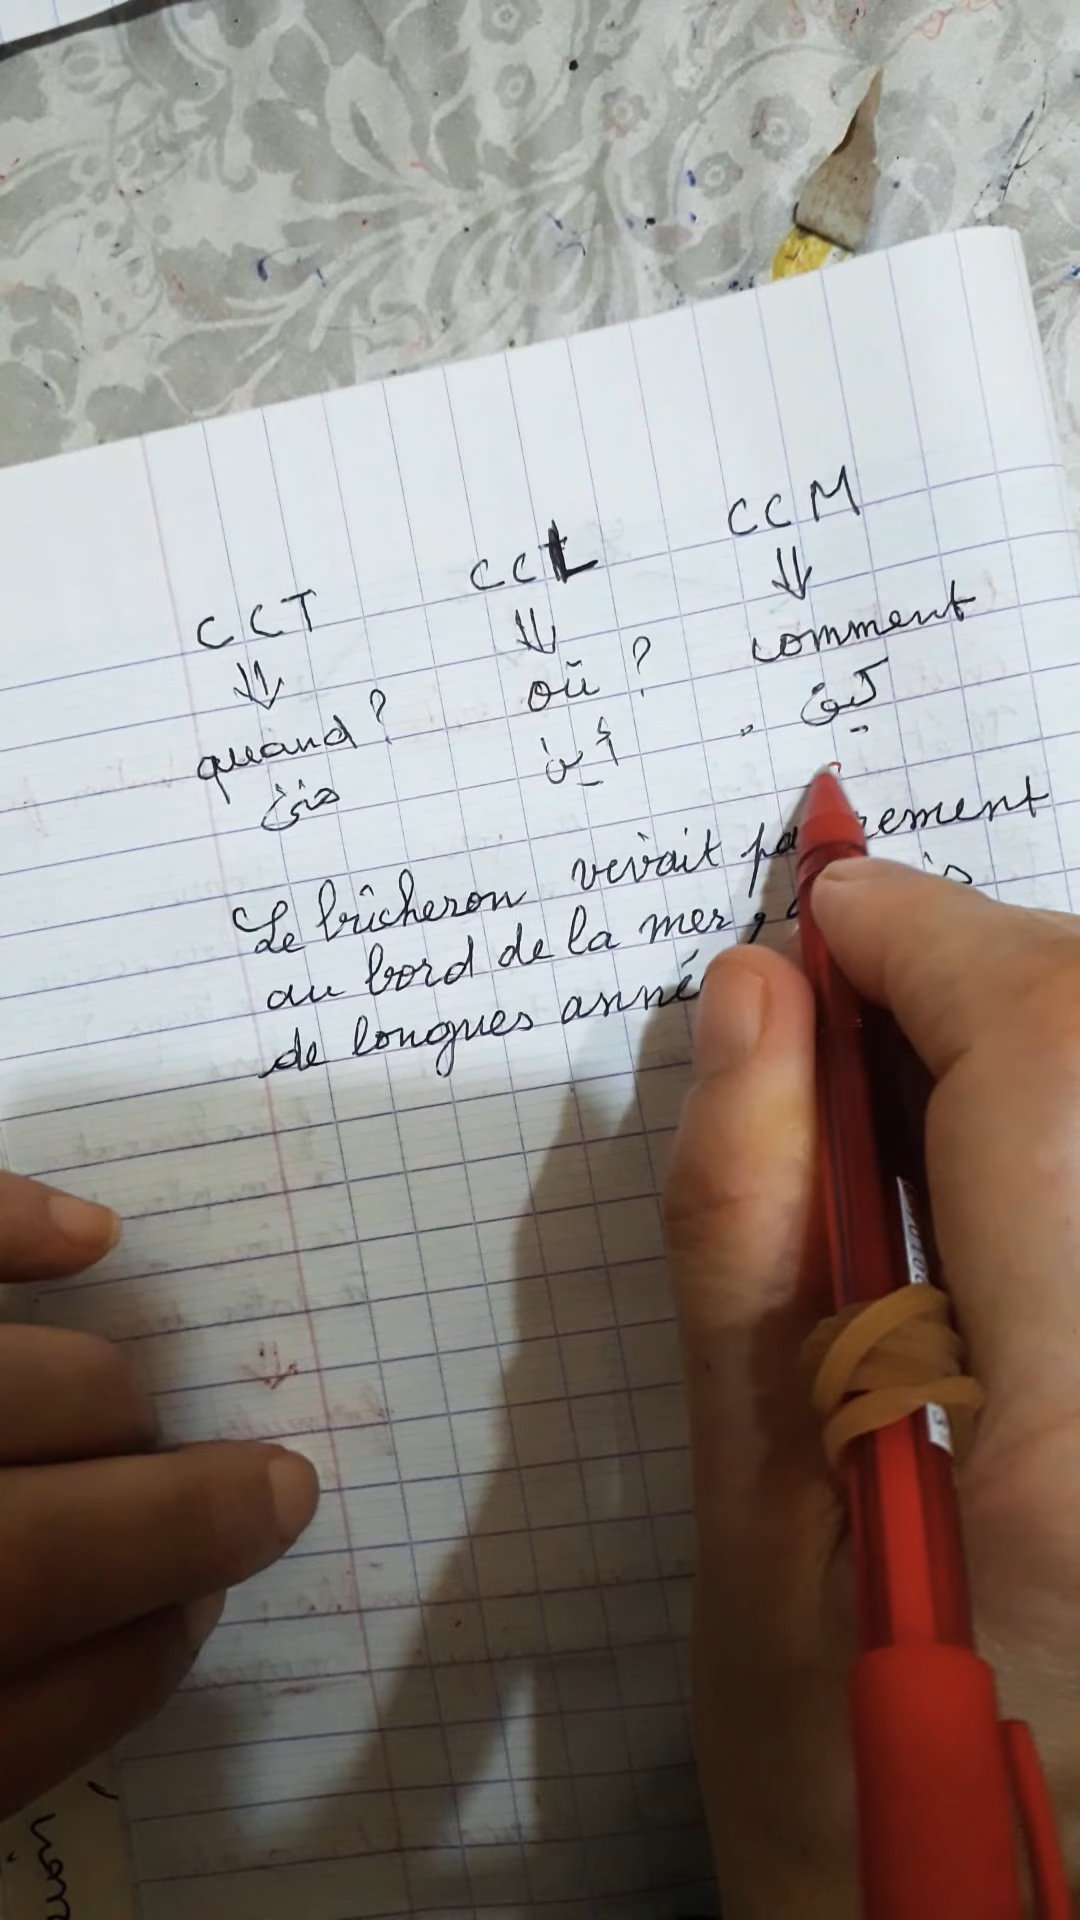 CCT CCL CCM
quand? où ? comment
متى أين كيف
Le bûcheron vivait
au bord de la mer,
de longues